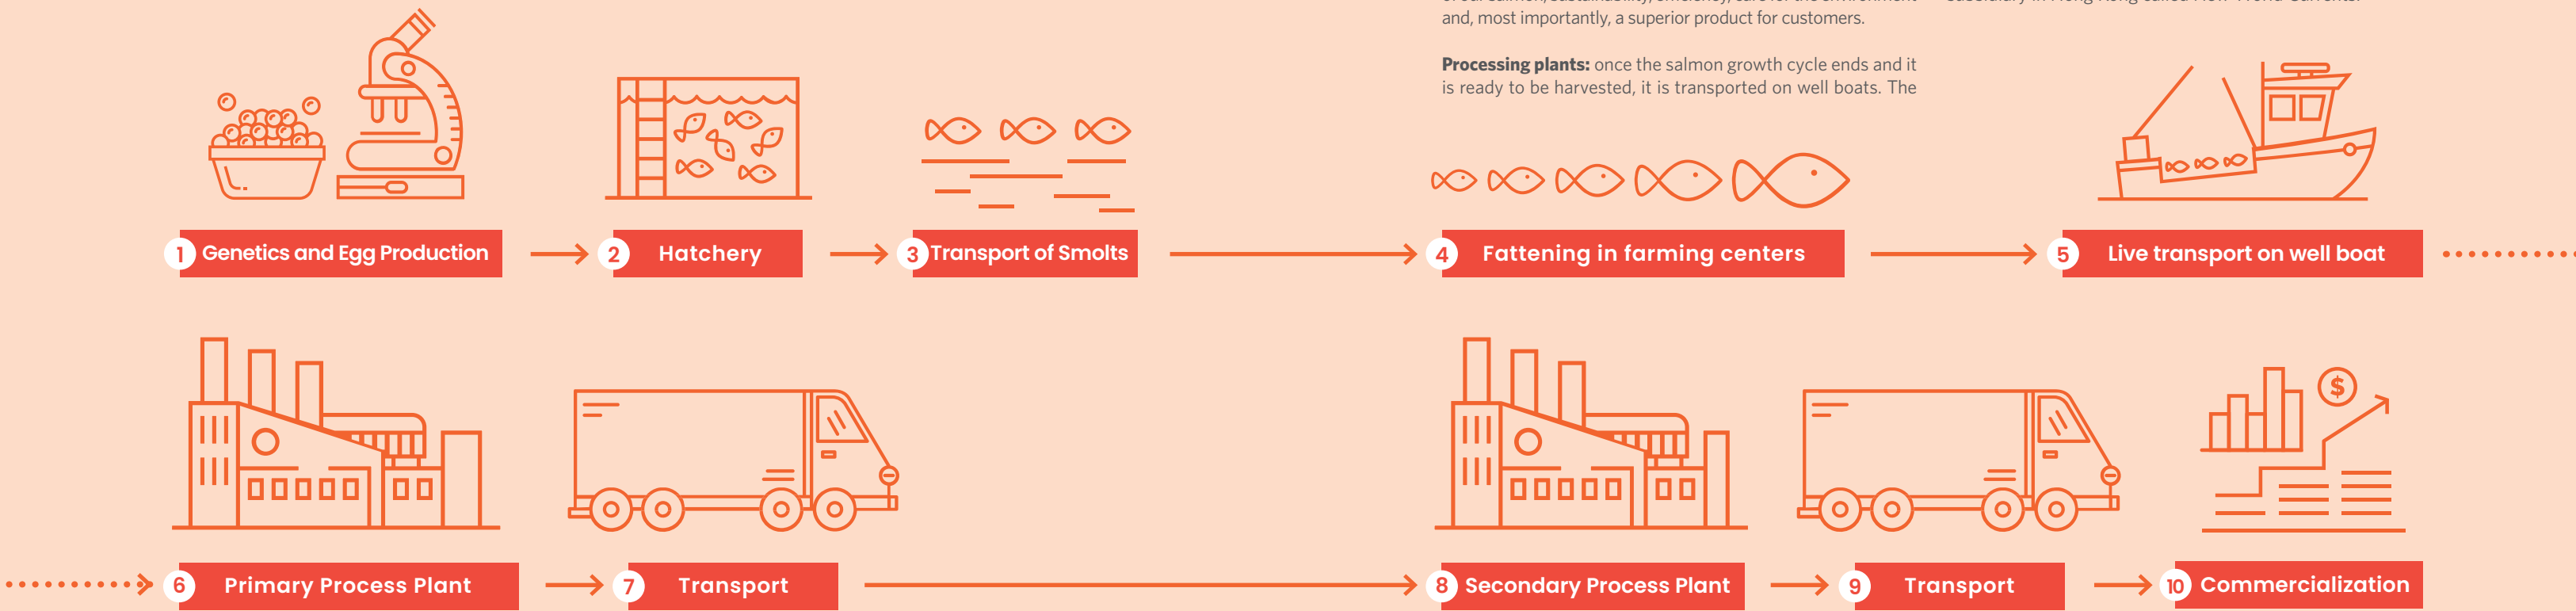 and, most importantly, a superior product for customers.
Processing plants: once the salmon growth cycle ends and it
is ready to be harvested, it is transported on well boats. The
1 Genetics and Egg Production
2 Hatchery
3 Transport of Smolts
4 Fattening in farming centers
5 Live transport on well boat
$
6 Primary Process Plant
7 Transport
8 Secondary Process Plant
9 Transport
10 Commercialization